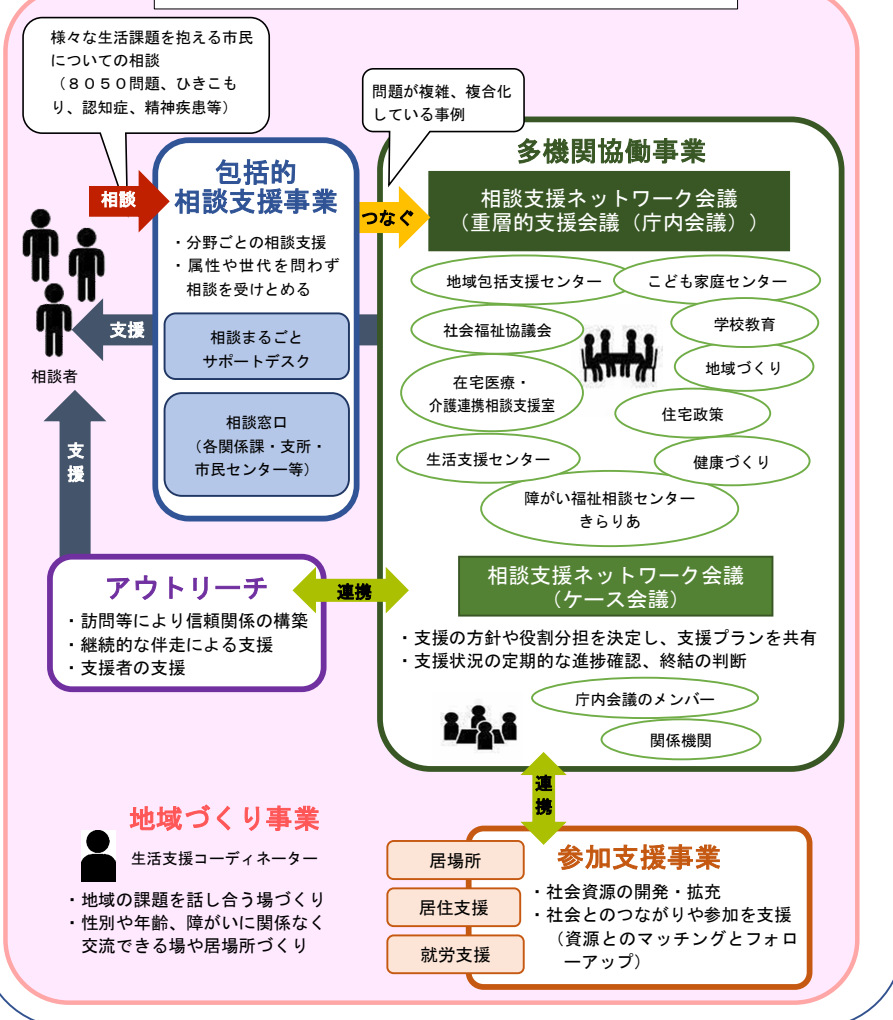 様々な生活課題を抱える市民
についての相談
（８０５０問題、ひきこも
り、認知症、精神疾患等）
問題が複雑、複合化
している事例
相談
包括的
相談支援事業
・分野ごとの相談支援
・属性や世代を問わず
相談を受けとめる
相談まるごと
サポートデスク
相談窓口
（各関係課・支所・
市民センター等）
つなぐ
支援
相談者
支
援
多機関協働事業
相談支援ネットワーク会議
（重層的支援会議（庁内会議））
地域包括支援センター
こども家庭センター
社会福祉協議会
学校教育
地域づくり
在宅医療・
介護連携相談支援室
住宅政策
生活支援センター
健康づくり
障がい福祉相談センター
きらりあ
相談支援ネットワーク会議
（ケース会議）
・支援の方針や役割分担を決定し、支援プランを共有
・支援状況の定期的な進捗確認、終結の判断
庁内会議のメンバー
関係機関
アウトリーチ
・訪問等により信頼関係の構築
・継続的な伴走による支援
・支援者の支援
連携
連
携
地域づくり事業
生活支援コーディネーター
・地域の課題を話し合う場づくり
・性別や年齢、障がいに関係なく
交流できる場や居場所づくり
居場所
居住支援
就労支援
参加支援事業
・社会資源の開発・拡充
・社会とのつながりや参加を支援
（資源とのマッチングとフォロ
ーアップ）